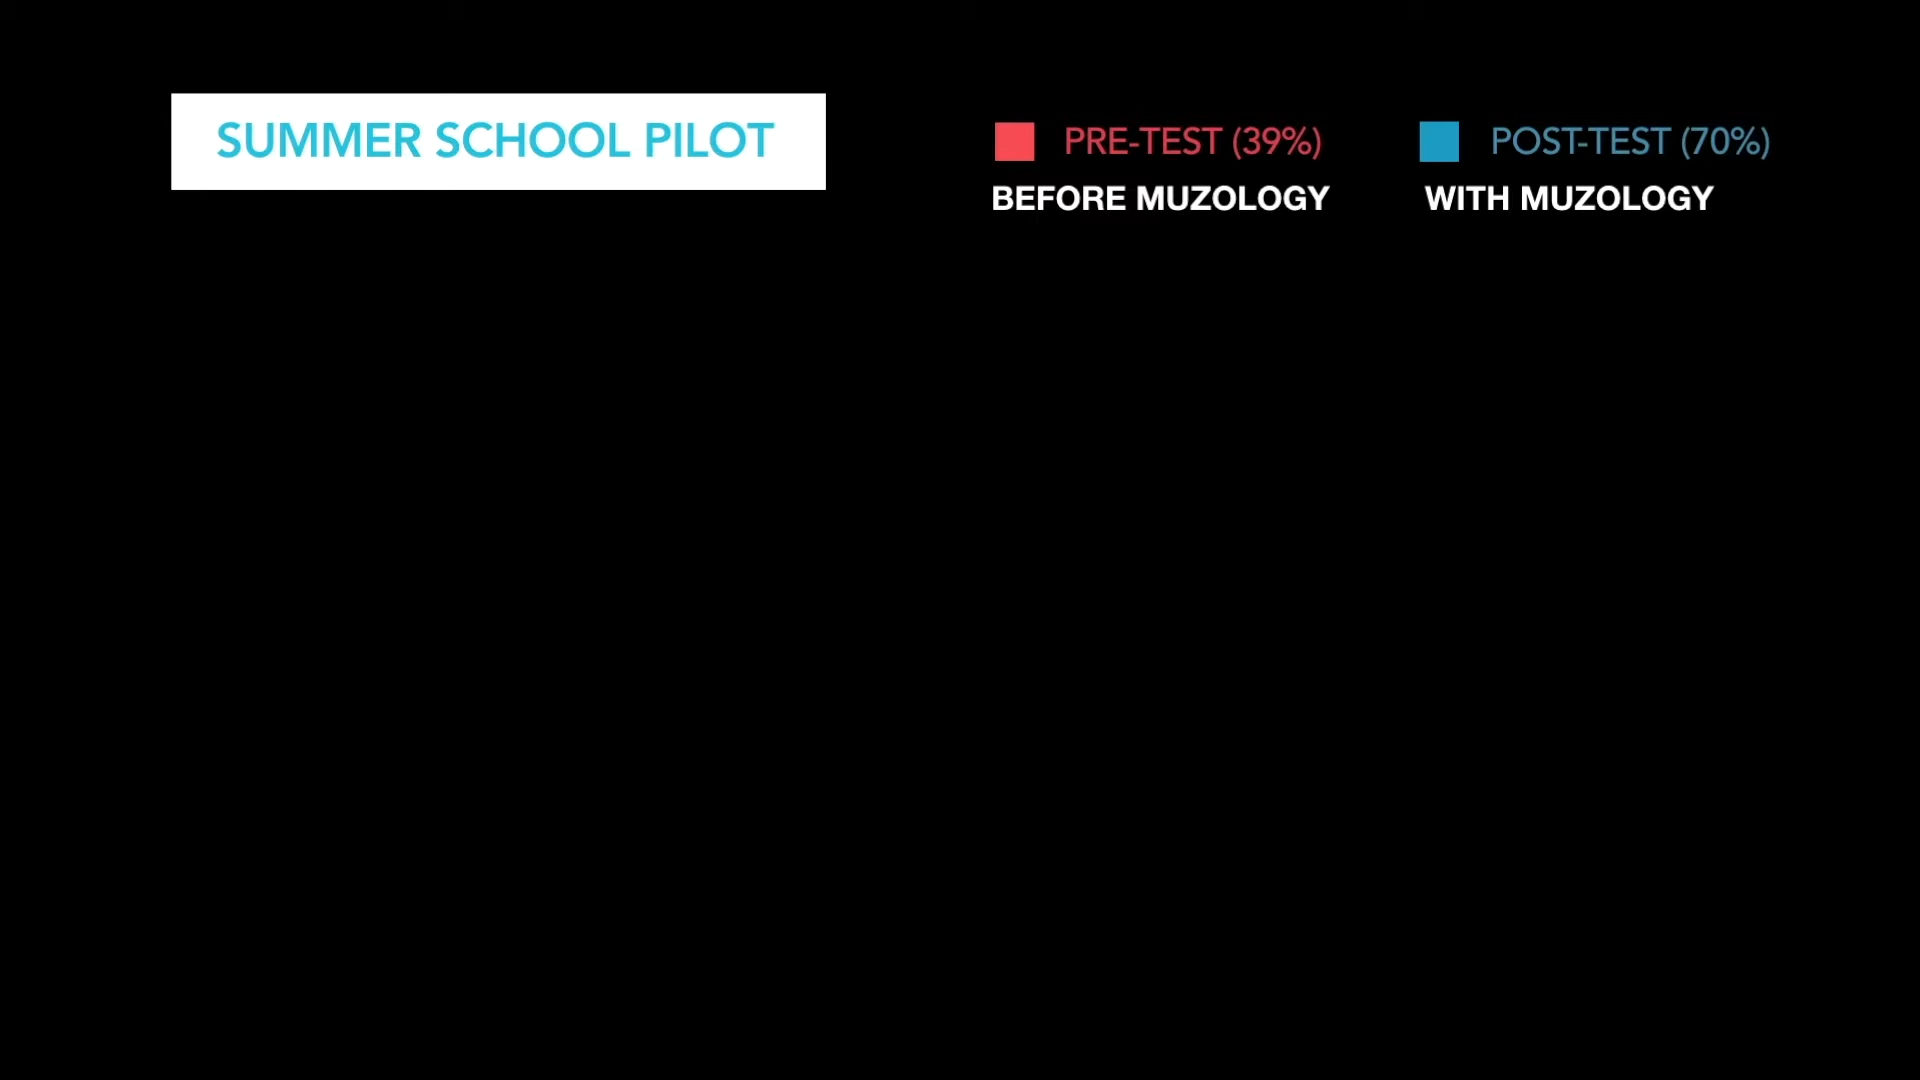 SUMMER SCHOOL PILOT
PRE-TEST (39%)
BEFORE MUZOLOGY
POST-TEST (70%)
WITH MUZOLOGY